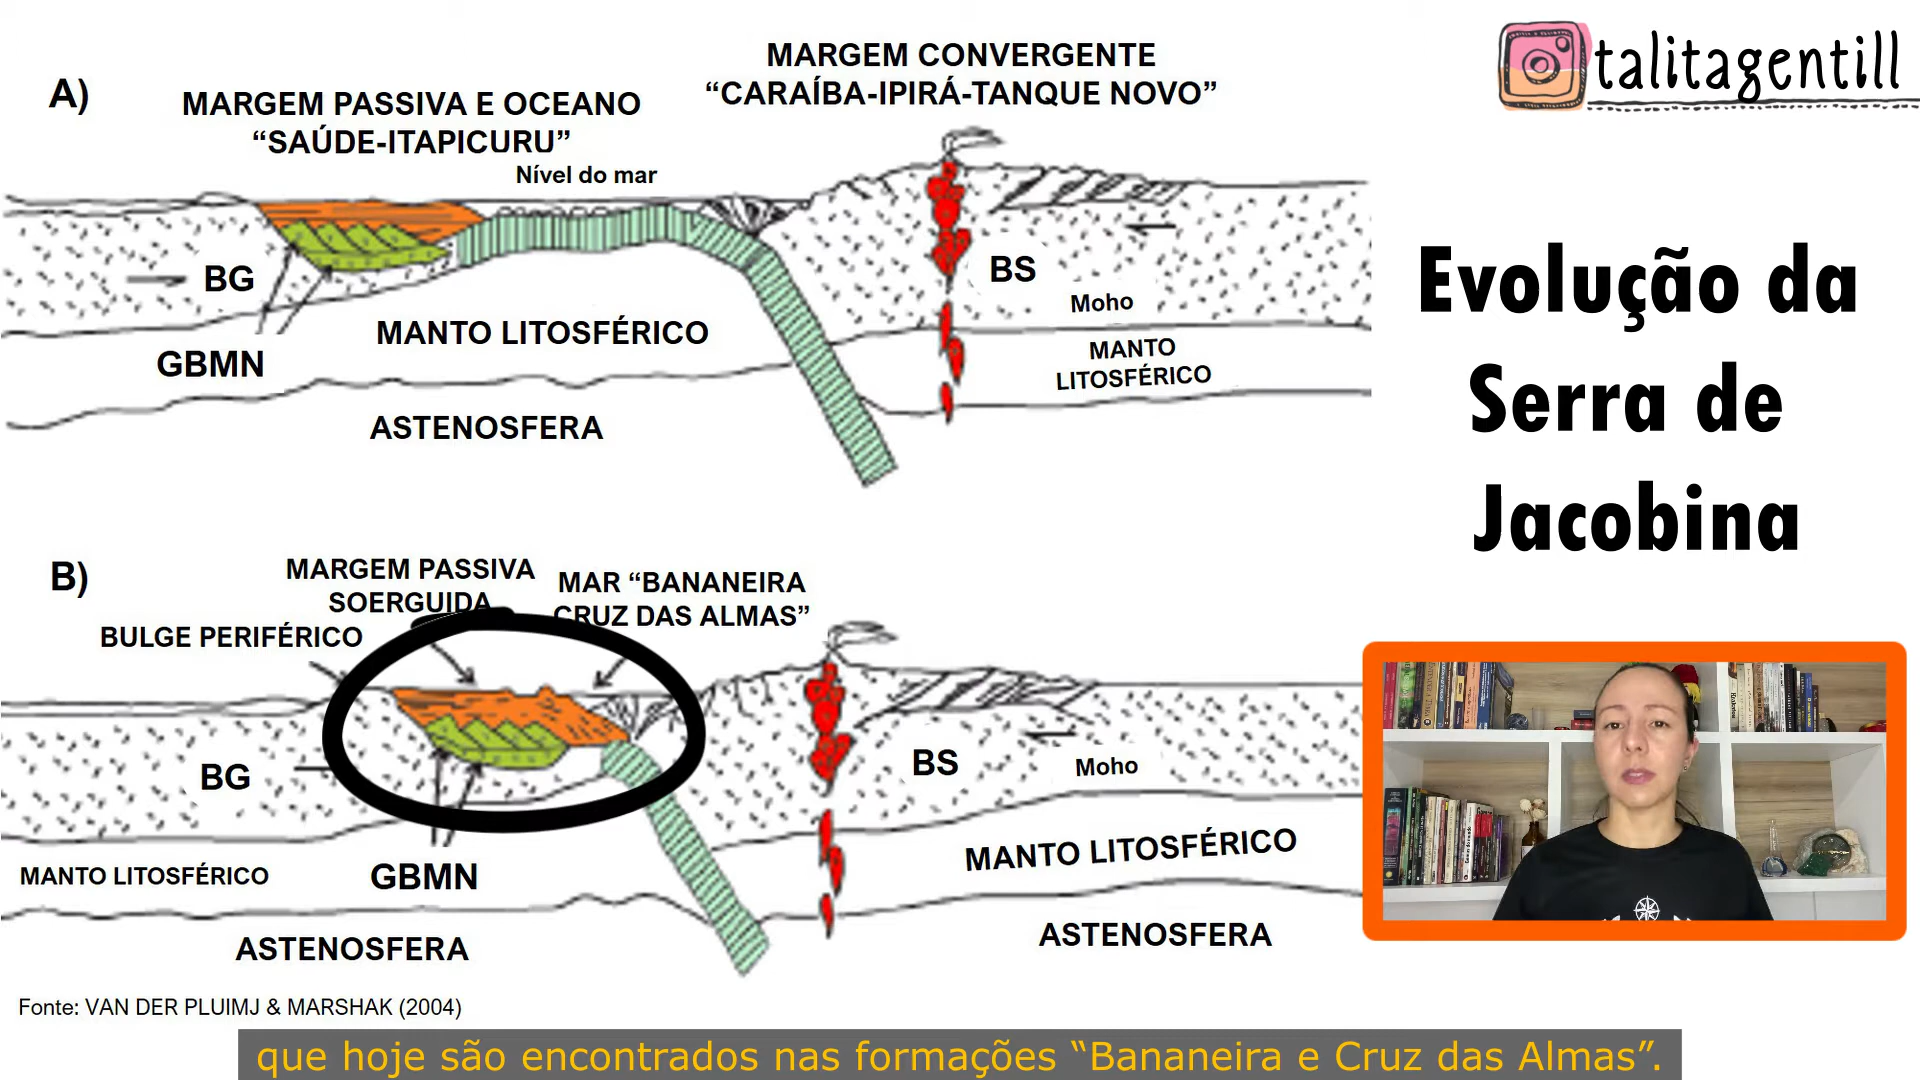 talitagentill
A)
MARGEM PASSIVA E OCEANO
“SAÚDE-ITAPICURU”
MARGEM CONVERGENTE
“CARAÍBA-IPIRÁ-TANQUE NOVO”
Nível do mar
BG
BS
Moho
MANTO LITOSFÉRICO
GBMN
MANTO
LITOSFÉRICO
ASTENOSFERA
Evolução da
Serra de
Jacobina
B)
MARGEM PASSIVA
SOERGUIDA
MAR “BANANEIRA
CRUZ DAS ALMAS”
BULGE PERIFÉRICO
BG
BS
Moho
MANTO LITOSFÉRICO
GBMN
MANTO LITOSFÉRICO
ASTENOSFERA
ASTENOSFERA
Fonte: VAN DER PLUIMJ & MARSHAK (2004)
que hoje são encontrados nas formações “Bananeira e Cruz das Almas”.